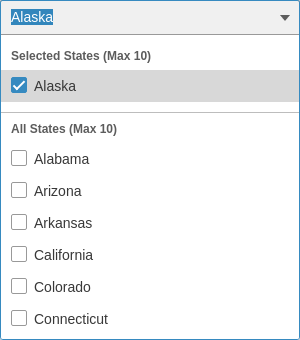 Alaska
Selected States (Max 10)
Alaska
All States (Max 10)
Alabama
Arizona
Arkansas
California
Colorado
Connecticut